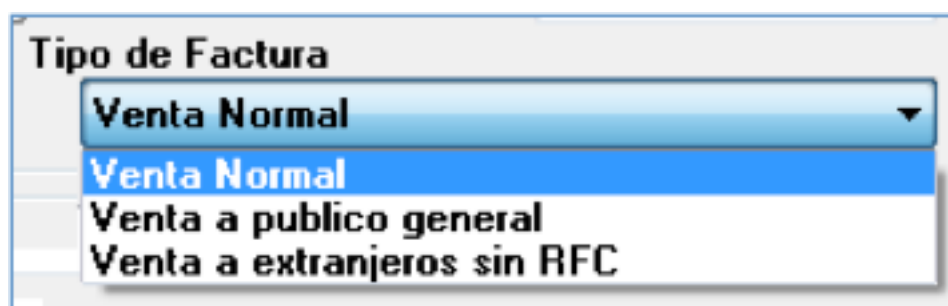 Tipo de Factura
Venta Normal
Venta Normal
Venta a publico general
Venta a extranjeros sin RFC